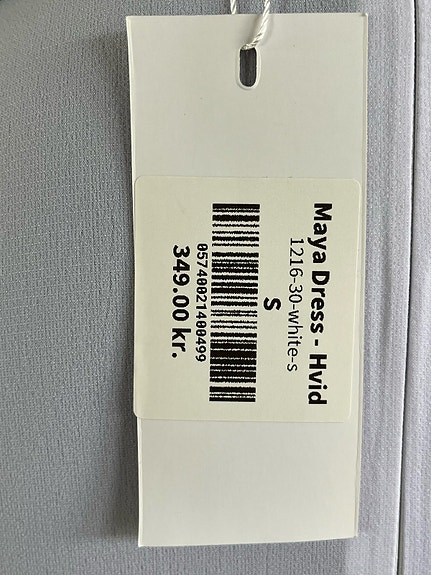 Maya Dress - Hvid
1216-30-white-s
S
05740021400499
349.00 kr.